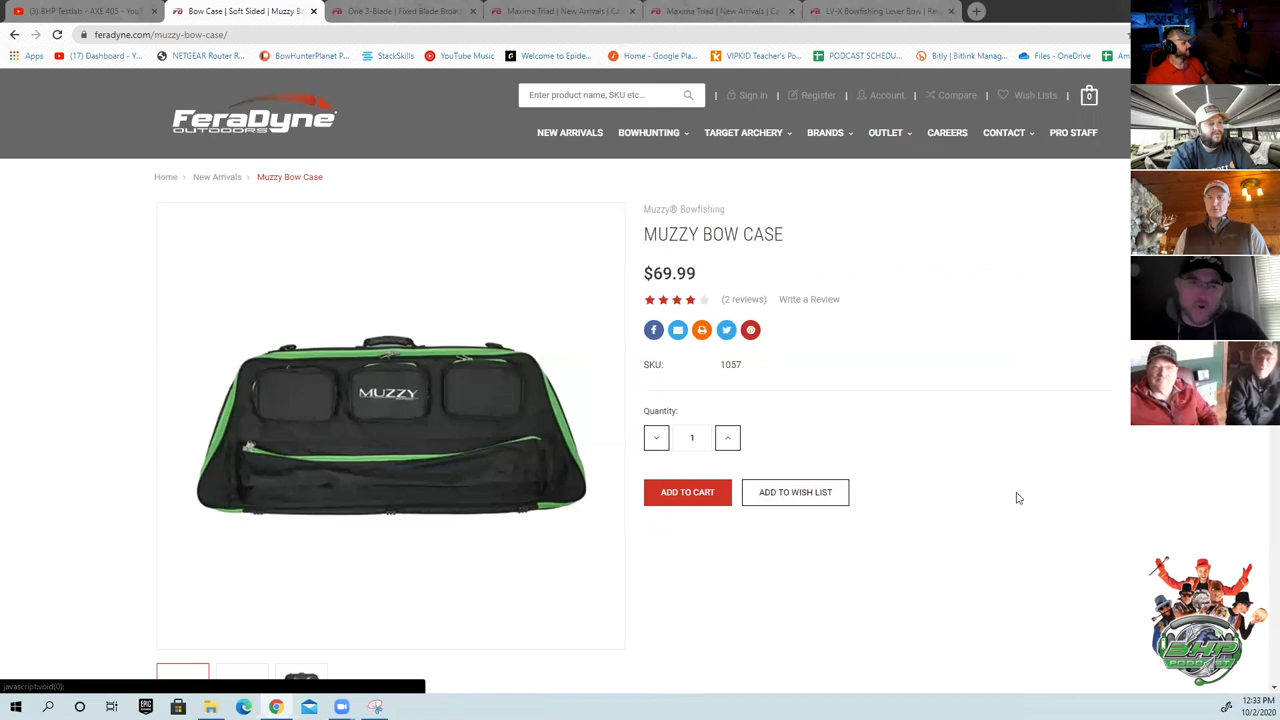 (3) BHP Testlab - AXE 405 -
Bow Case | Soft Sided | Muzzy Bo
One 3-Blade | Fixed Blade Broa
Maxima Triad | New Arrivals | Ca
Maxima Triad | New Arrivals | Ca
LV-X Bowfishing Lever Bow | Re
feradyne.com/muzzy-bow-case/
Apps
(17) Dashboard - Y...
NETGEAR Router R...
BowHunterPlanet P...
StackSkills
YouTube Music
Welcome to Epide...
Home - Google Pla...
VIPKID Teacher's Po...
PODCAST SCHEDU...
Bitly | Bitlink Manag...
Files - OneDrive
Am
FERADYNE
OUTDOORS
Enter product name, SKU etc...
| Sign in | Register | Account | Compare | Wish Lists | 0
NEW ARRIVALS BOWHUNTING TARGET ARCHERY BRANDS OUTLET CAREERS CONTACT PRO STAFF
Home > New Arrivals > Muzzy Bow Case
Muzzy® Bowfishing
MUZZY BOW CASE
$69.99
(2 reviews) Write a Review
SKU: 1057
MUZZY
Quantity:
1
ADD TO CART ADD TO WISH LIST
BHP
PODCAST
javascript:void(0);
12:33 PM
10/2/2020